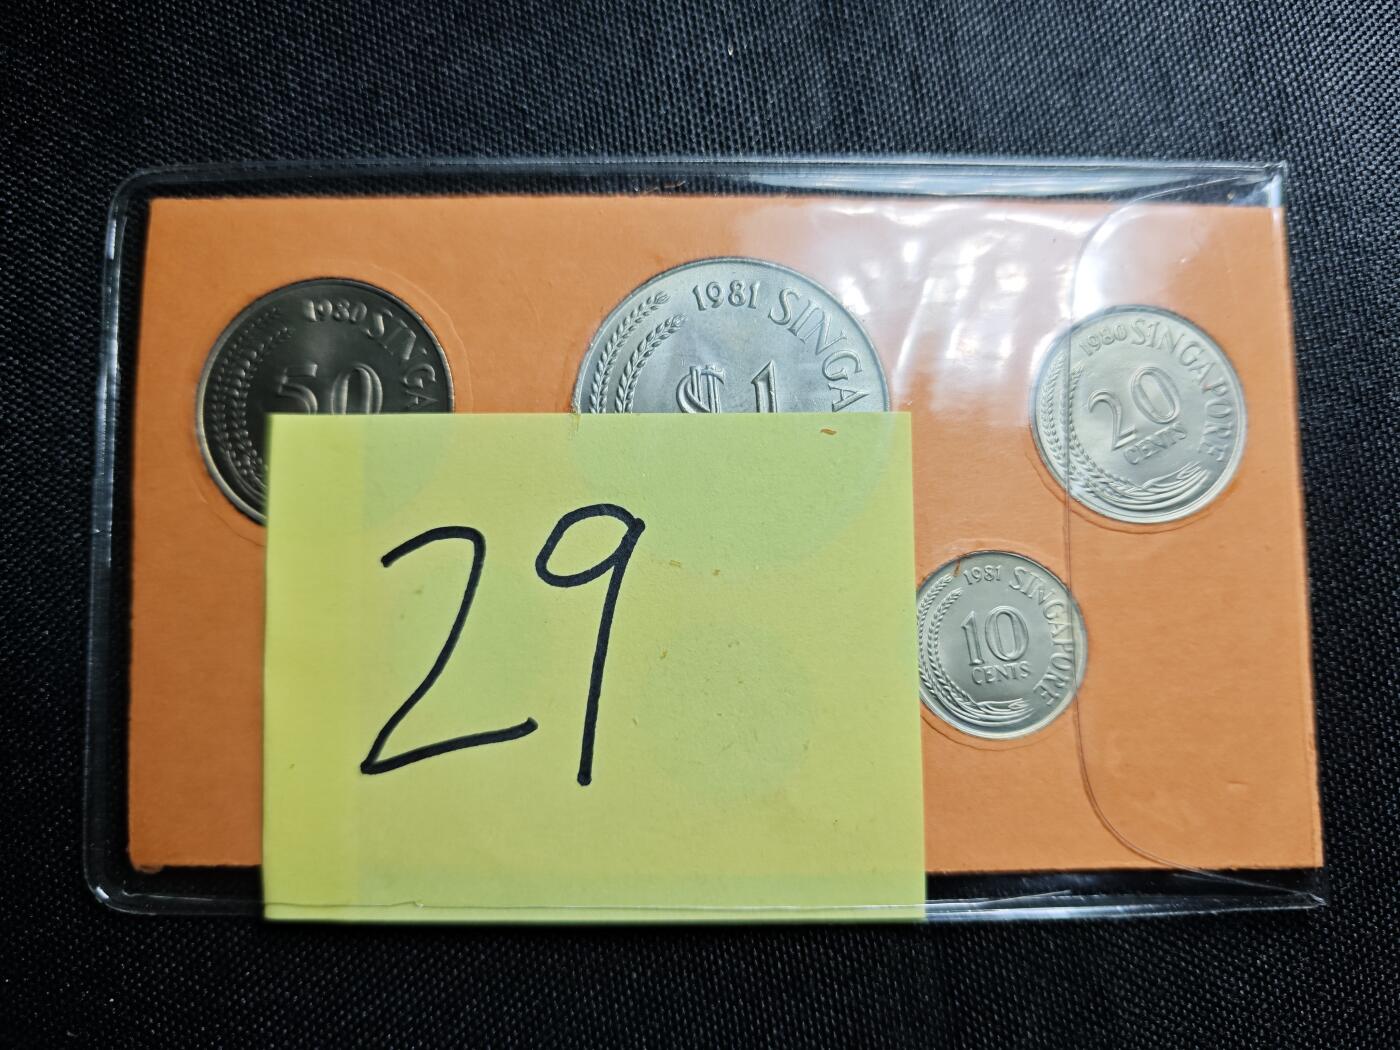 1980 SINGA
50
1981 SINGA
$1
1980 SINGAPORE
20
CENTS
1981 SINGAPORE
10
CENTS
29